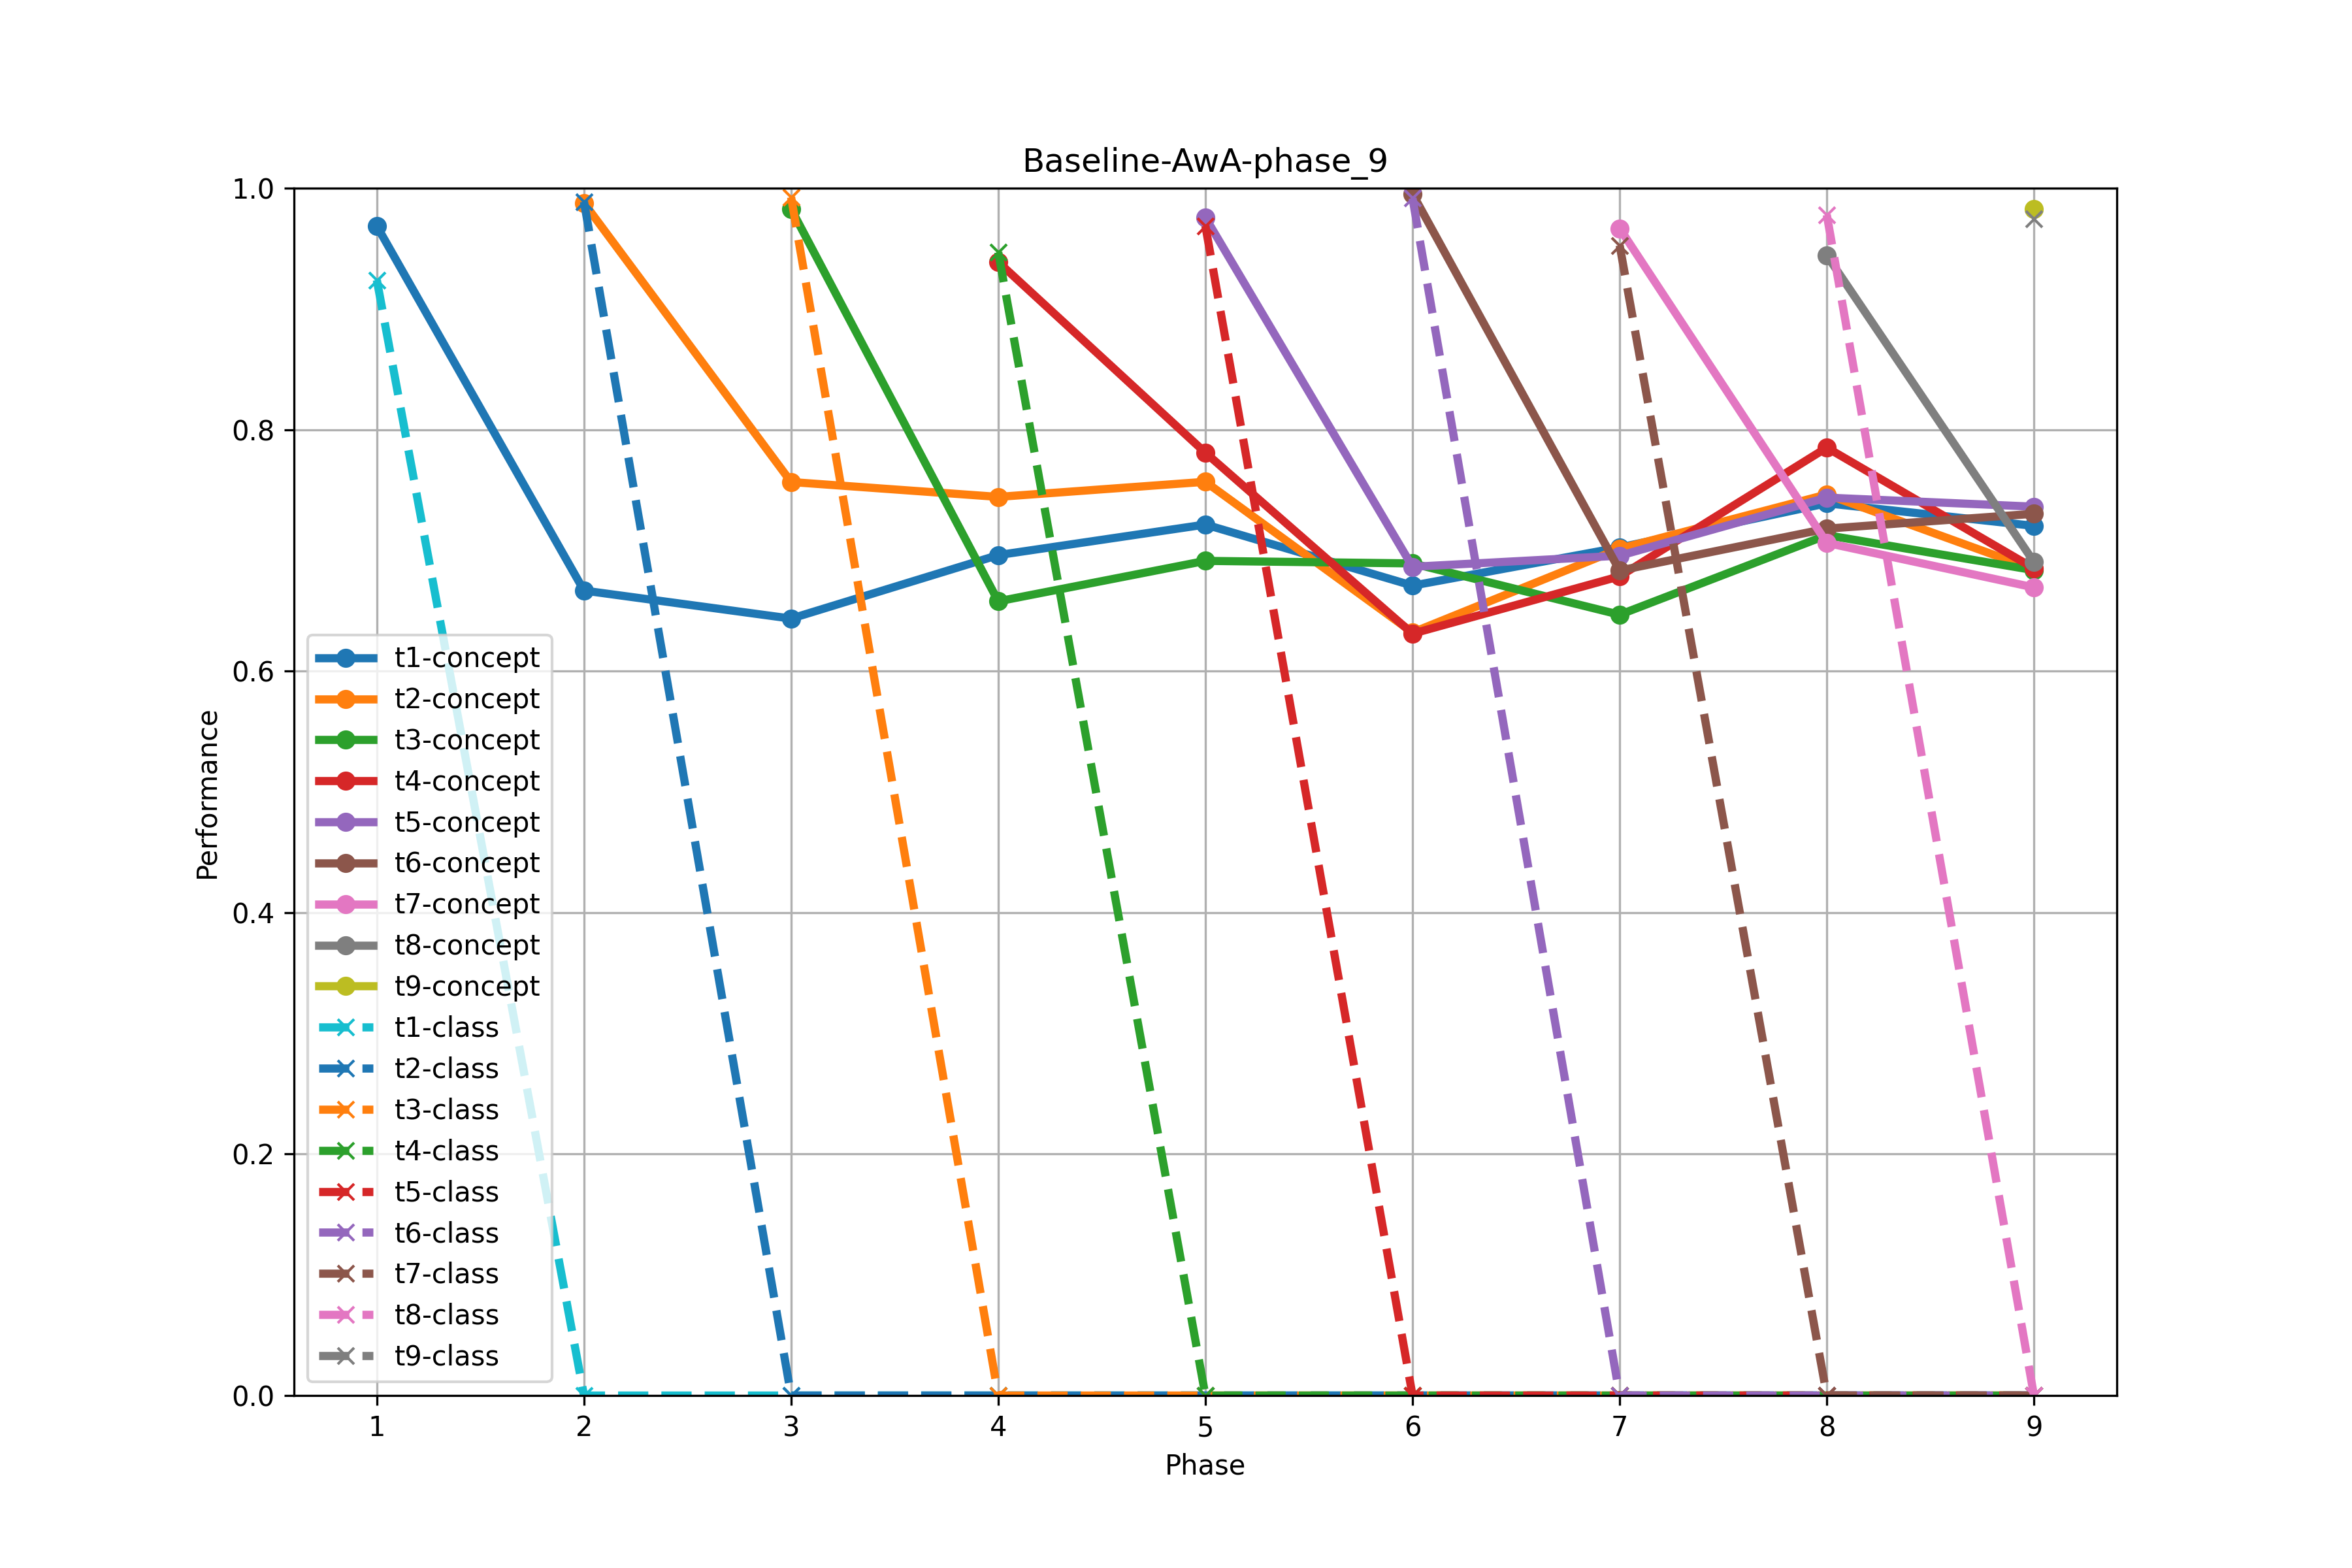 Baseline-AwA-phase_9
1.0
0.8
0.6
0.4
0.2
0.0
Performance
t1-concept
t2-concept
t3-concept
t4-concept
t5-concept
t6-concept
t7-concept
t8-concept
t9-concept
t1-class
t2-class
t3-class
t4-class
t5-class
t6-class
t7-class
t8-class
t9-class
1 2 3 4 5 6 7 8 9
Phase